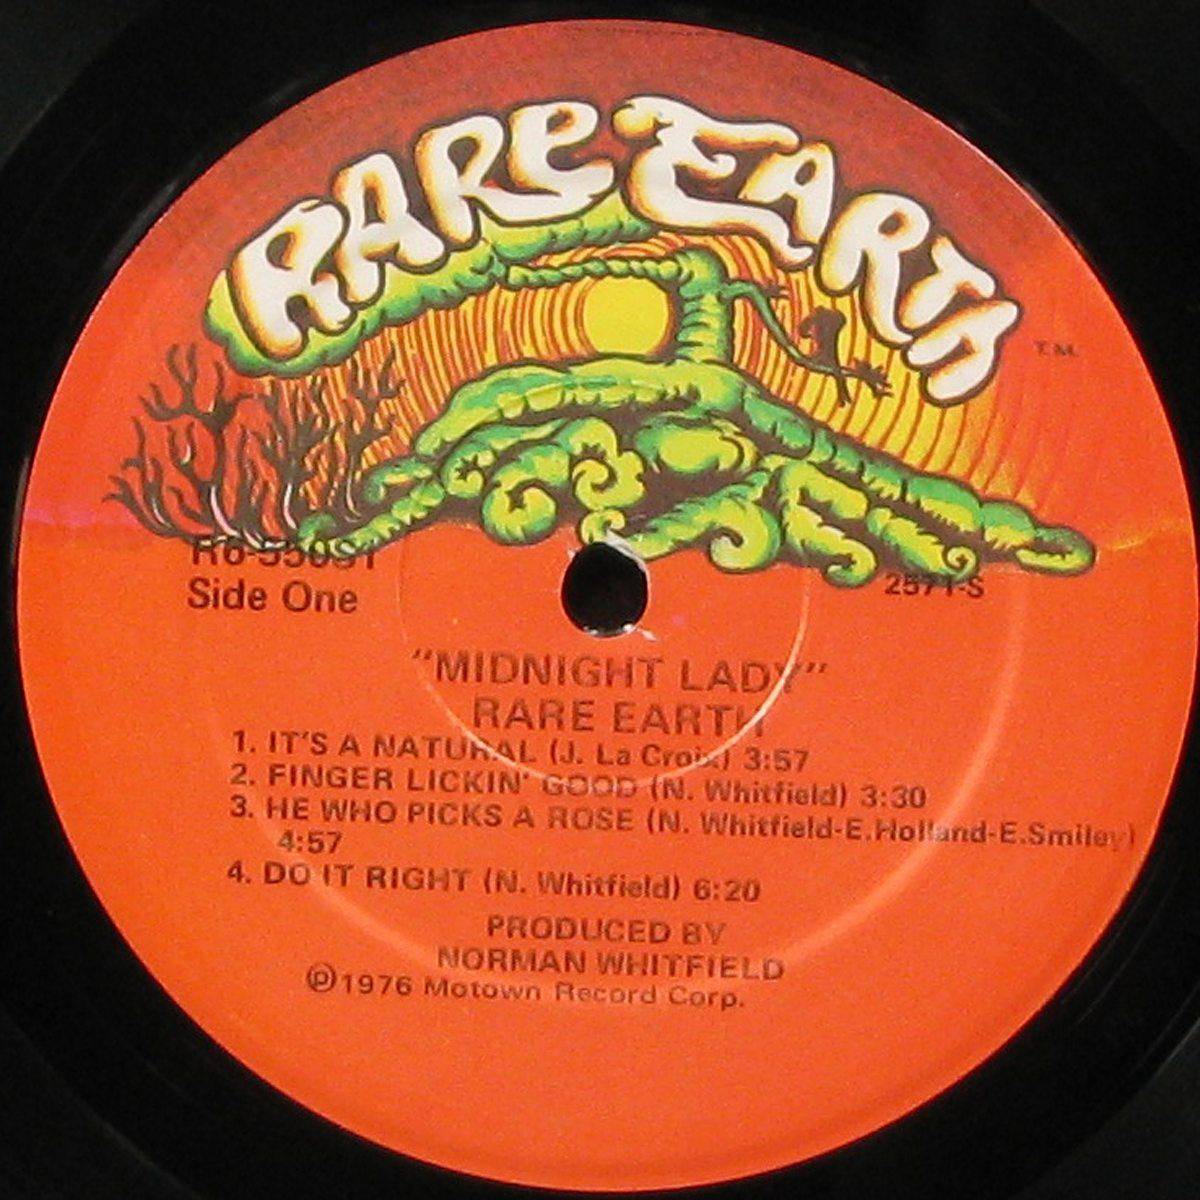 RARE EARTH
T.M.
R6-550S1
Side One
2571-S
"MIDNIGHT LADY"
RARE EARTH
1. IT'S A NATURAL (J. La Croix) 3:57
2. FINGER LICKIN' GOOD (N. Whitfield) 3:30
3. HE WHO PICKS A ROSE (N. Whitfield-E.Holland-E.Smiley)
4:57
4. DO IT RIGHT (N. Whitfield) 6:20
PRODUCED BY
NORMAN WHITFIELD
℗1976 Motown Record Corp.